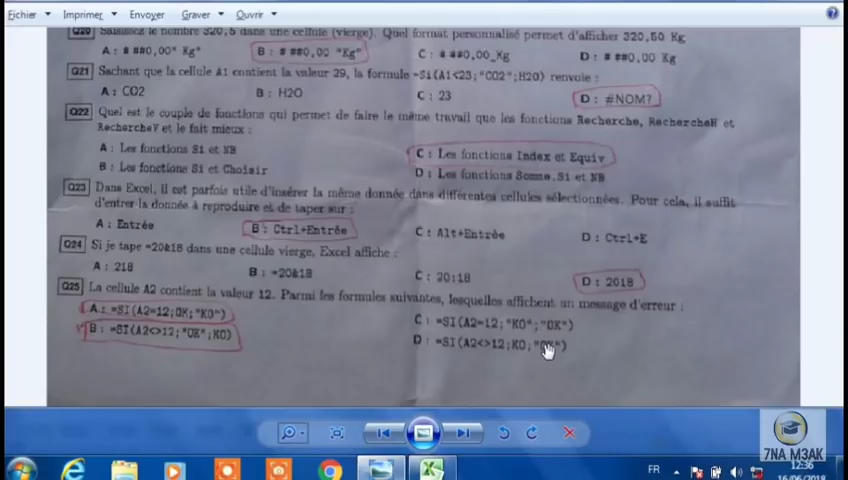 Fichier Imprimer Envoyer Graver Ouvrir
Q20 Saisissez le nombre 320,5 dans une cellule (vierge). Quel format personnalisé permet d'afficher 320,50 Kg
A : # ##0,00" Kg" B : # ##0,00 "Kg" C : # ##0,00_Kg D : # ##0,00 Kg
Q21 Sachant que la cellule A1 contient la valeur 29, la formule =Si(A1<23;"CO2";H2O) renvoie :
A : CO2 B : H2O C : 23 D : #NOM?
Q22 Quel est le couple de fonctions qui permet de faire le même travail que les fonctions Recherche, RechercheH et
RechercheV et le fait mieux :
A : Les fonctions Si et NB C : Les fonctions Index et Equiv
B : Les fonctions Si et Choisir D : Les fonctions Somme.Si et NB
Q23 Dans Excel, il est parfois utile d'insérer la même donnée dans différentes cellules sélectionnées. Pour cela, il suffit
d'entrer la donnée à reproduire et de taper sur :
A : Entrée B : Ctrl+Entrée C : Alt+Entrée D : Ctrl+E
Q24 Si je tape =20&18 dans une cellule vierge, Excel affiche :
A : 218 B : =20&18 C : 20:18 D : 2018
Q25 La cellule A2 contient la valeur 12. Parmi les formules suivantes, lesquelles affichent un message d'erreur :
A : =SI(A2=12;OK;"KO") C : =SI(A2=12;"KO";"OK")
B : =SI(A2<>12;"OK";KO) D : =SI(A2<>12;KO;"OK")
7NA M3AK
FR 12:36
16/06/2018